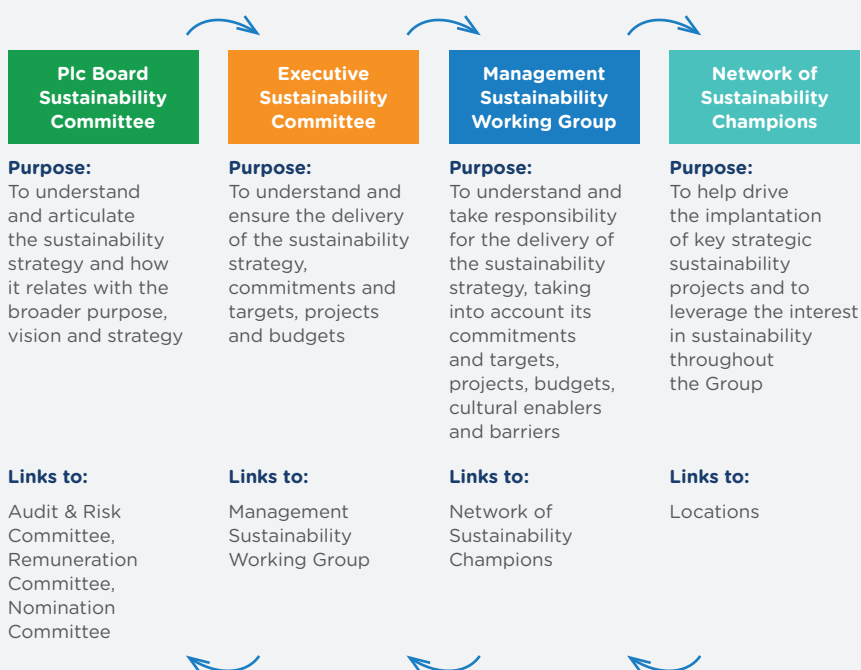 Plc Board
Sustainability
Committee
Purpose:
To understand
and articulate
the sustainability
strategy and how
it relates with the
broader purpose,
vision and strategy
Links to:
Audit & Risk
Committee,
Remuneration
Committee,
Nomination
Committee
Executive
Sustainability
Committee
Purpose:
To understand and
ensure the delivery
of the sustainability
strategy,
commitments and
targets, projects
and budgets
Links to:
Management
Sustainability
Working Group
Management
Sustainability
Working Group
Purpose:
To understand and
take responsibility
for the delivery of
the sustainability
strategy, taking
into account its
commitments
and targets,
projects, budgets,
cultural enablers
and barriers
Links to:
Network of
Sustainability
Champions
Network of
Sustainability
Champions
Purpose:
To help drive
the implantation
of key strategic
sustainability
projects and to
leverage the interest
in sustainability
throughout
the Group
Links to:
Locations